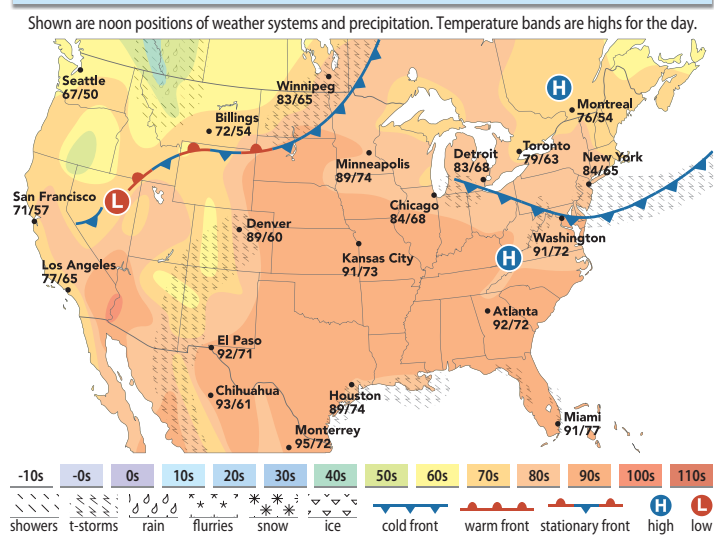 Shown are noon positions of weather systems and precipitation. Temperature bands are highs for the day.
Seattle
67/50
Winnipeg
83/65
H
Billings
72/54
Montreal
76/54
Minneapolis
89/74
Detroit
83/68
Toronto
79/63
New York
84/65
San Francisco
71/57
L
Chicago
84/68
Denver
89/60
Washington
91/72
Kansas City
91/73
H
Los Angeles
77/65
Atlanta
92/72
El Paso
92/71
Chihuahua
93/61
Houston
89/74
Miami
91/77
Monterrey
95/72
-10s -0s 0s 10s 20s 30s 40s 50s 60s 70s 80s 90s 100s 110s
H L
showers t-storms rain flurries snow ice cold front warm front stationary front high low